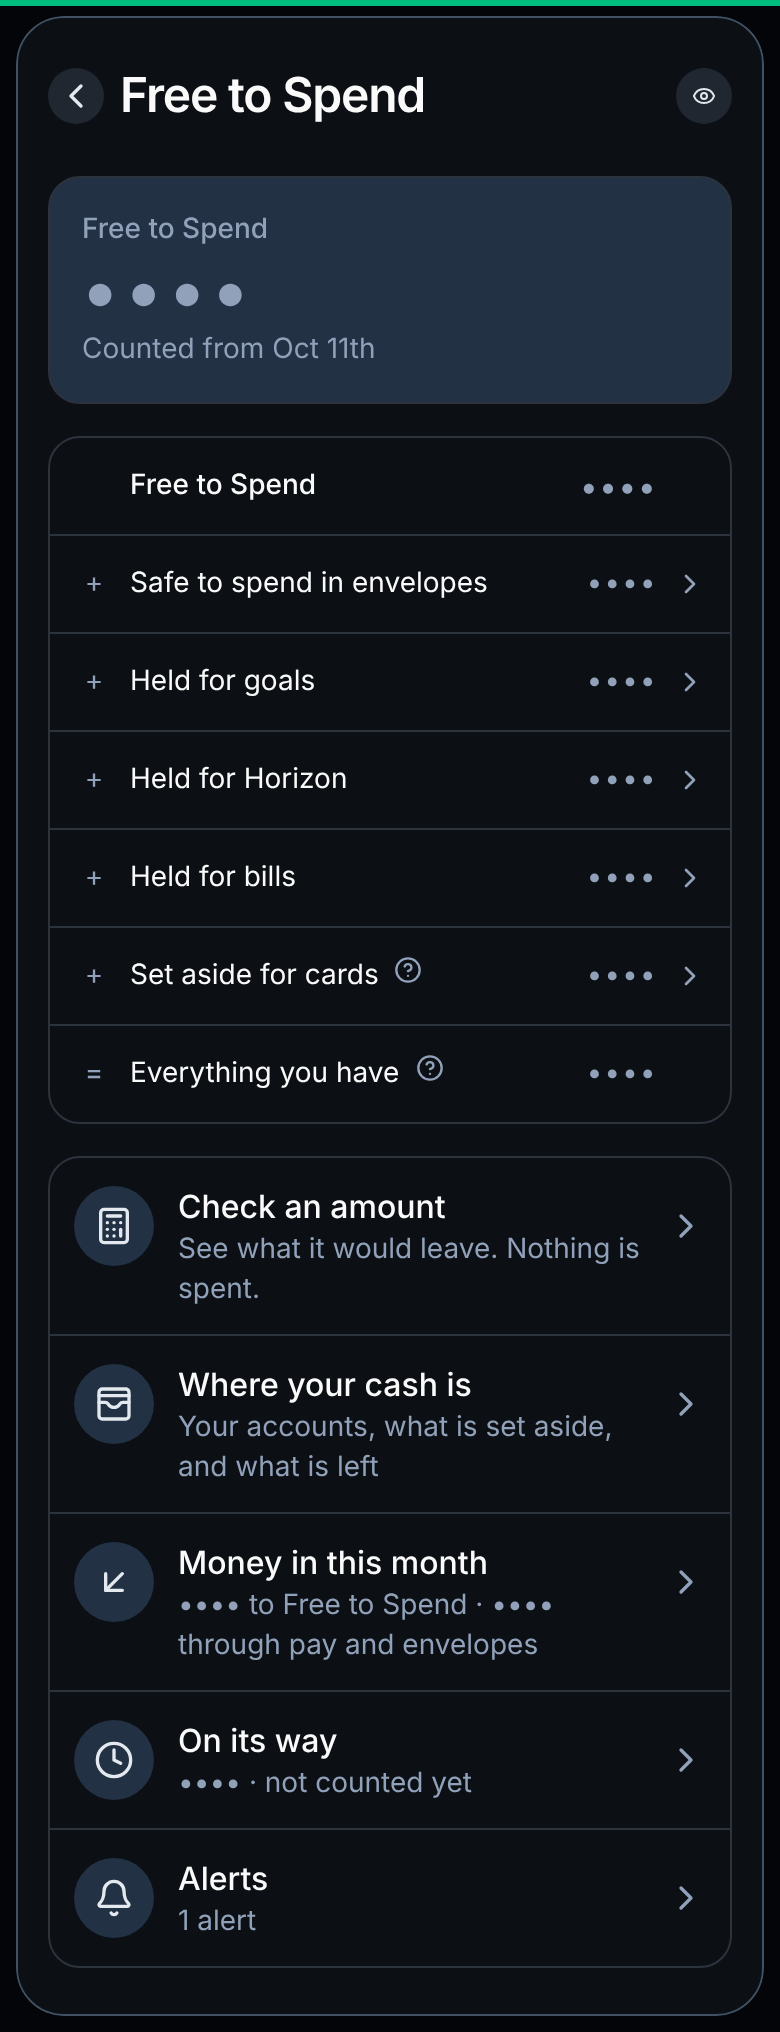 Free to Spend
Free to Spend
••••
Counted from Oct 11th
Free to Spend ••••
+ Safe to spend in envelopes ••••
+ Held for goals ••••
+ Held for Horizon ••••
+ Held for bills ••••
+ Set aside for cards ••••
= Everything you have ••••
Check an amount
See what it would leave. Nothing is
spent.
Where your cash is
Your accounts, what is set aside,
and what is left
Money in this month
•••• to Free to Spend · ••••
through pay and envelopes
On its way
•••• · not counted yet
Alerts
1 alert